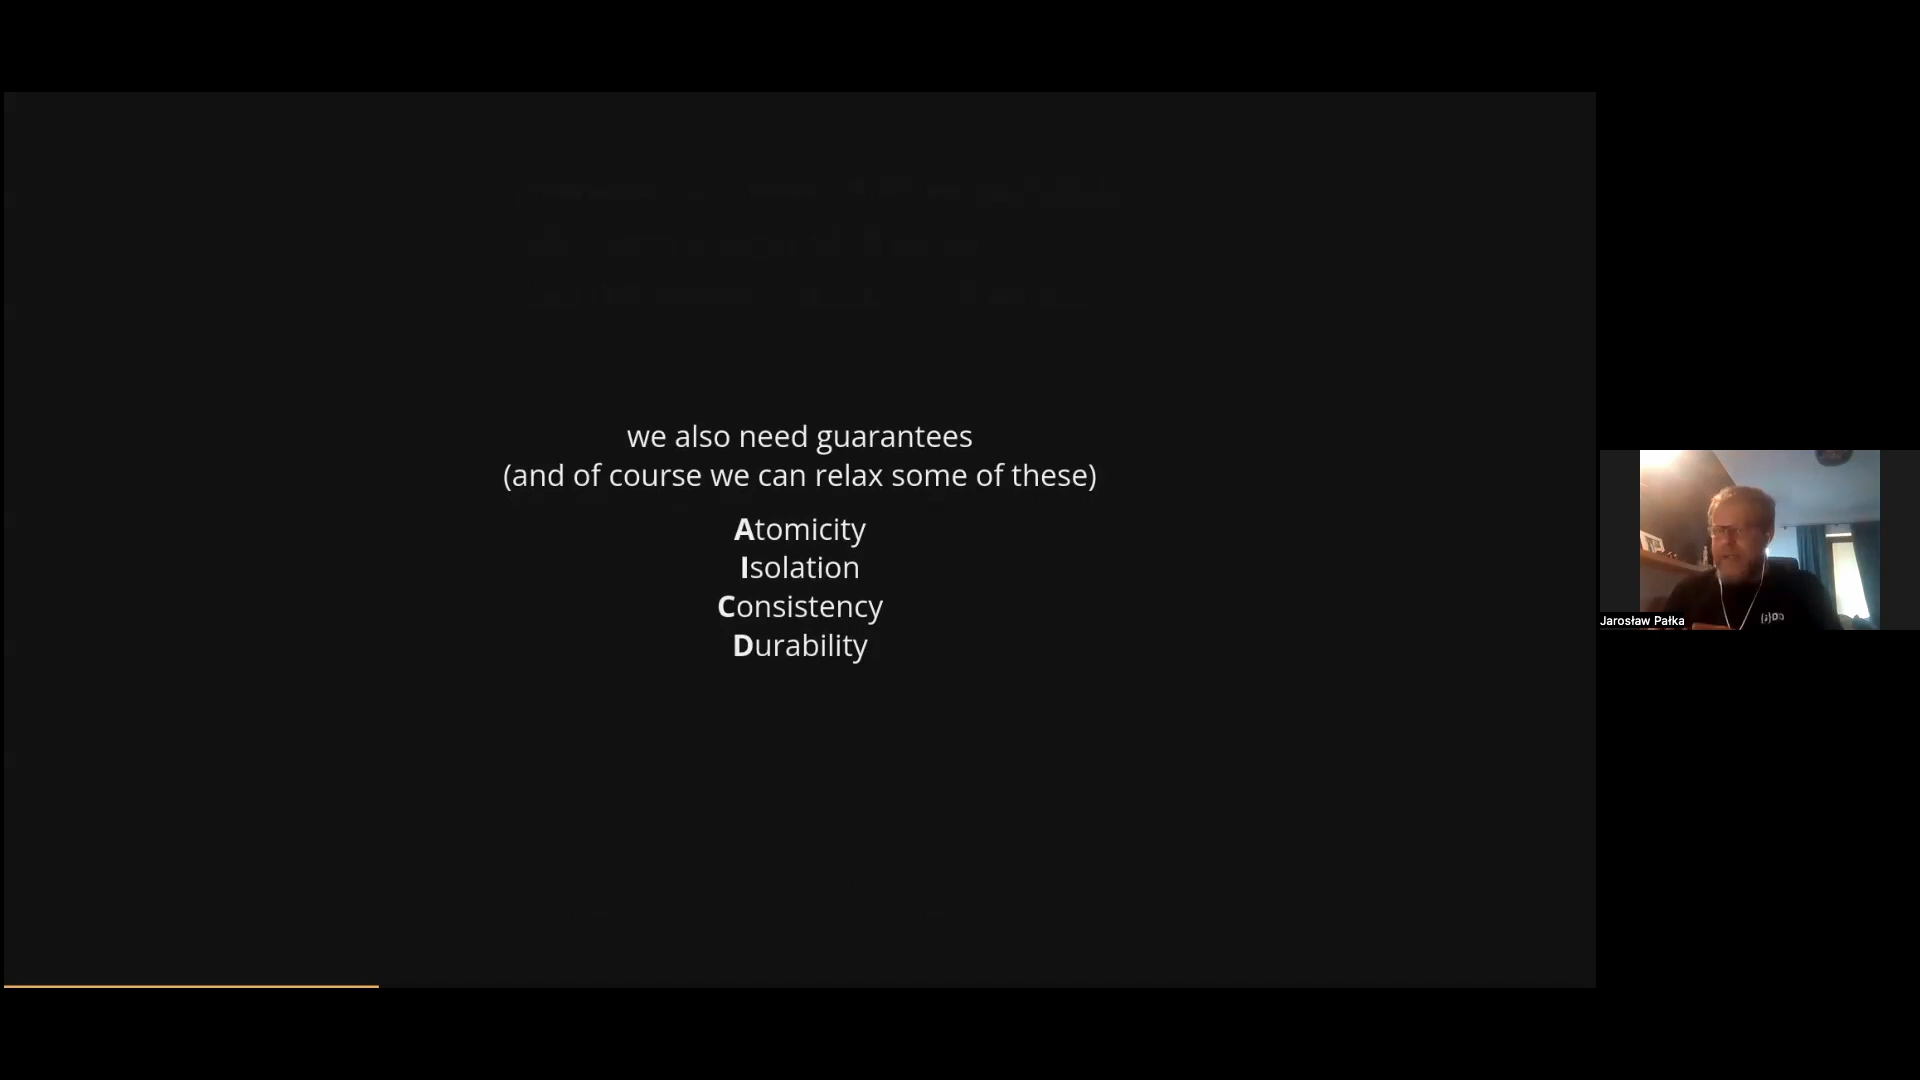 we also need guarantees
(and of course we can relax some of these)
Atomicity
Isolation
Consistency
Durability
Jarosław Pałka